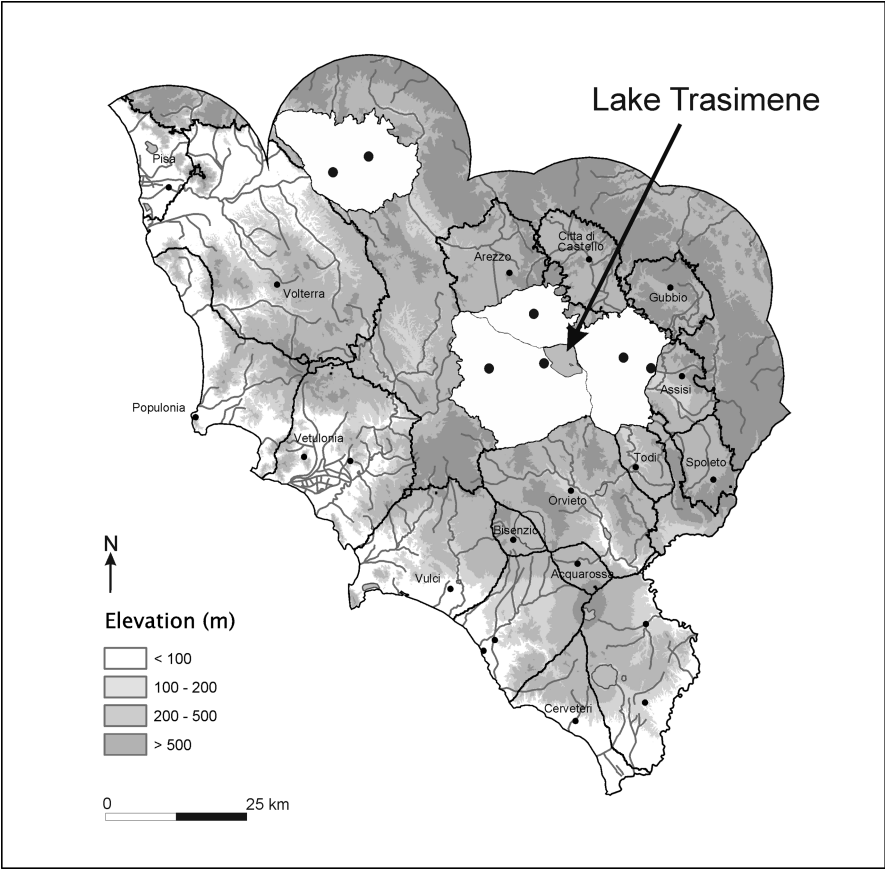 Lake Trasimene
Pisa
Citta di
Castello
Arezzo
Gubbio
Volterra
Assisi
Populonia
Vetulonia
Todi
Spoleto
Orvieto
Bisenzio
Acquarossa
Vulci
Cerveteri
N
Elevation (m)
< 100
100 - 200
200 - 500
> 500
0
25 km